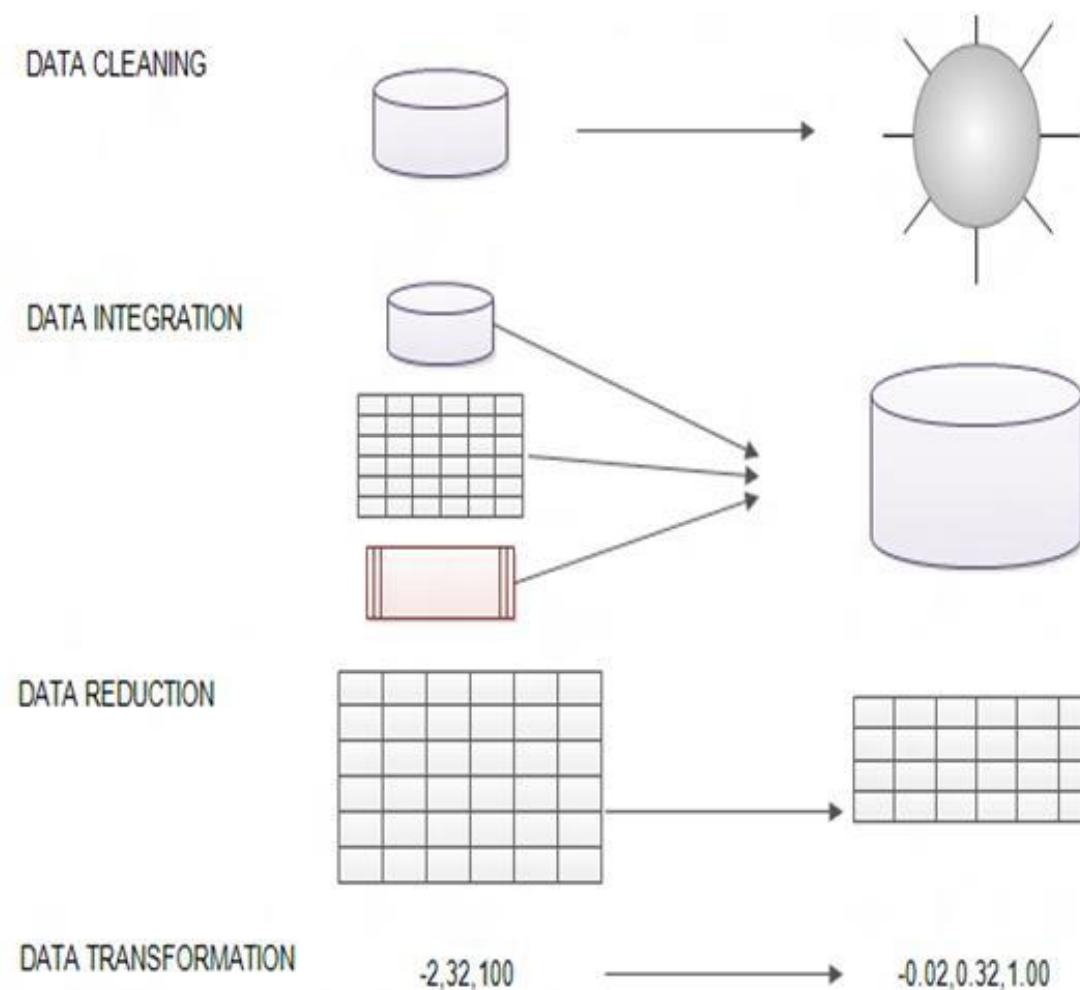 DATA CLEANING
DATA INTEGRATION
DATA REDUCTION
DATA TRANSFORMATION
-2,32,100
-0.02,0.32,1.00